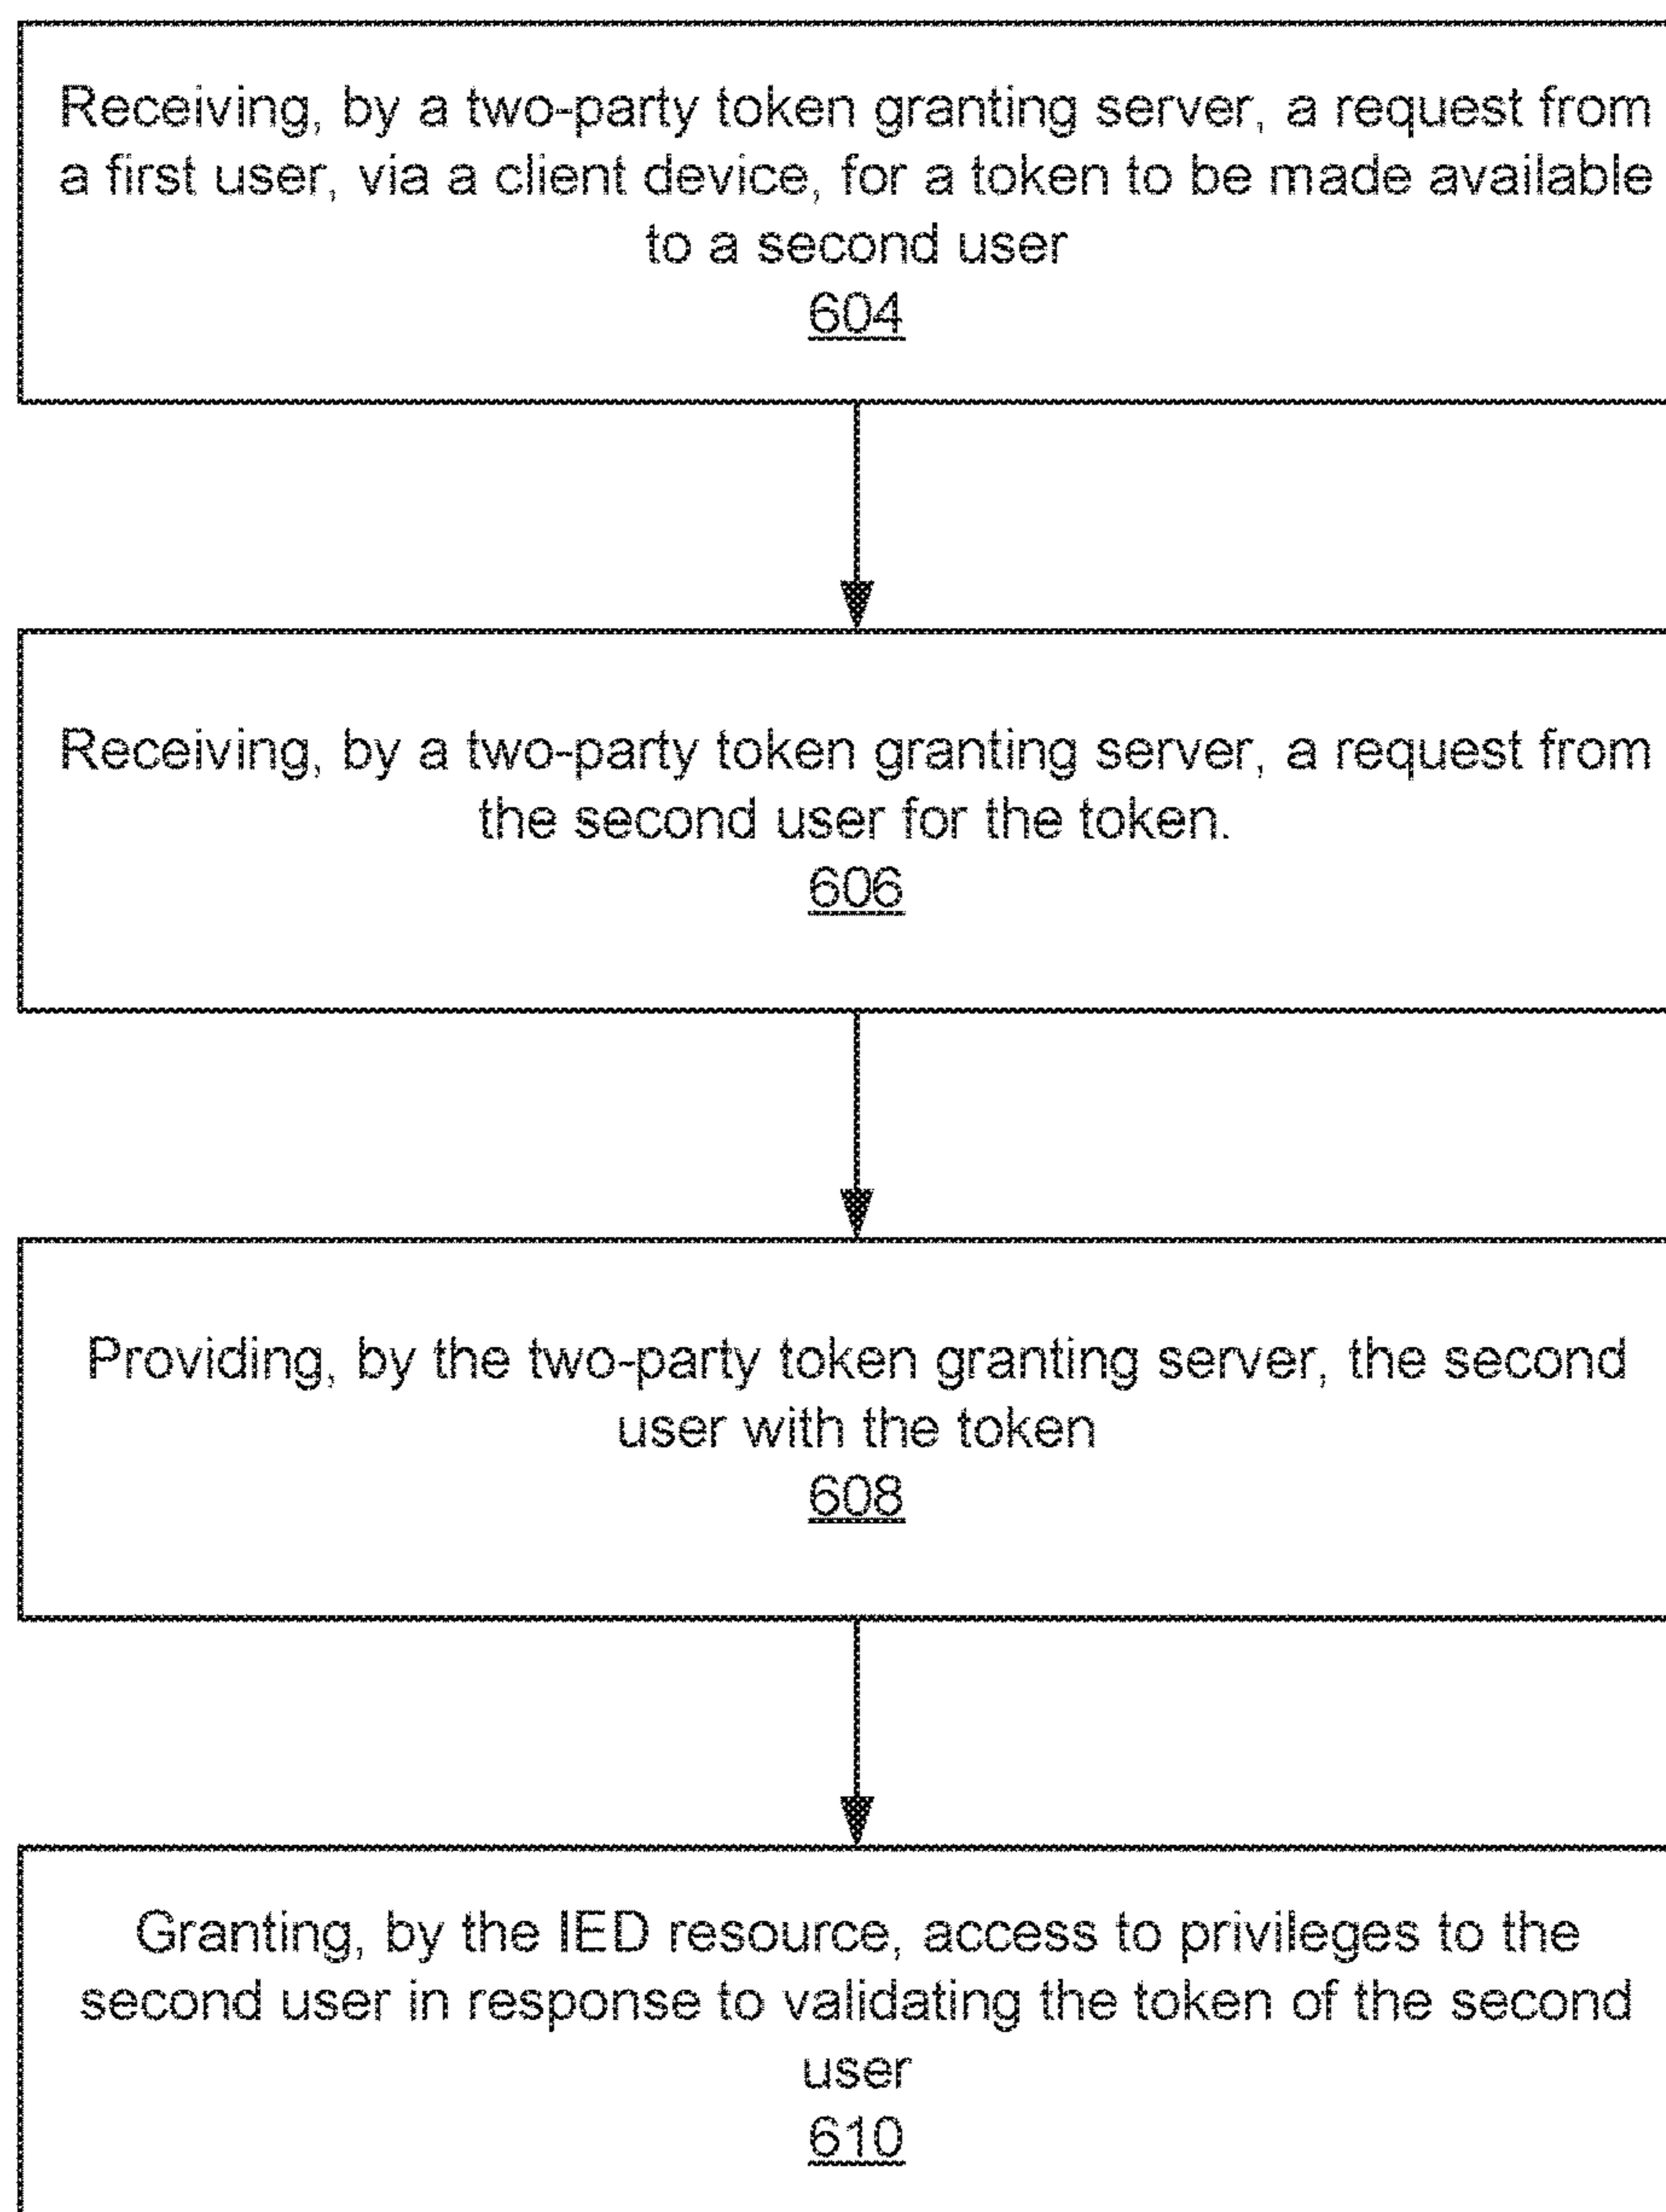 Receiving, by a two-party token granting server, a request from
a first user, via a client device, for a token to be made available
to a second user
604
Receiving, by a two-party token granting server, a request from
the second user for the token.
606
Providing, by the two-party token granting server, the second
user with the token
608
Granting, by the IED resource, access to privileges to the
second user in response to validating the token of the second
user
610